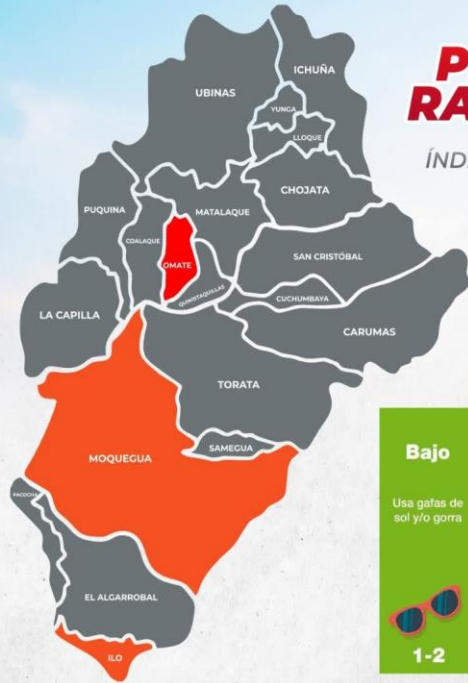 ICHUÑA
UBINAS
YUNGA
LLOQUE
P
RA
ÍND
CHOJATA
PUQUINA
MATALAQUE
COALAQUE
OMATE
SAN CRISTÓBAL
QUINISTAQUILLAS
CUCHUMBAYA
LA CAPILLA
CARUMAS
TORATA
SAMEGUA
MOQUEGUA
PACOCHA
EL ALGARROBAL
ILO
Bajo
Usa gafas de
sol y/o gorra
1-2